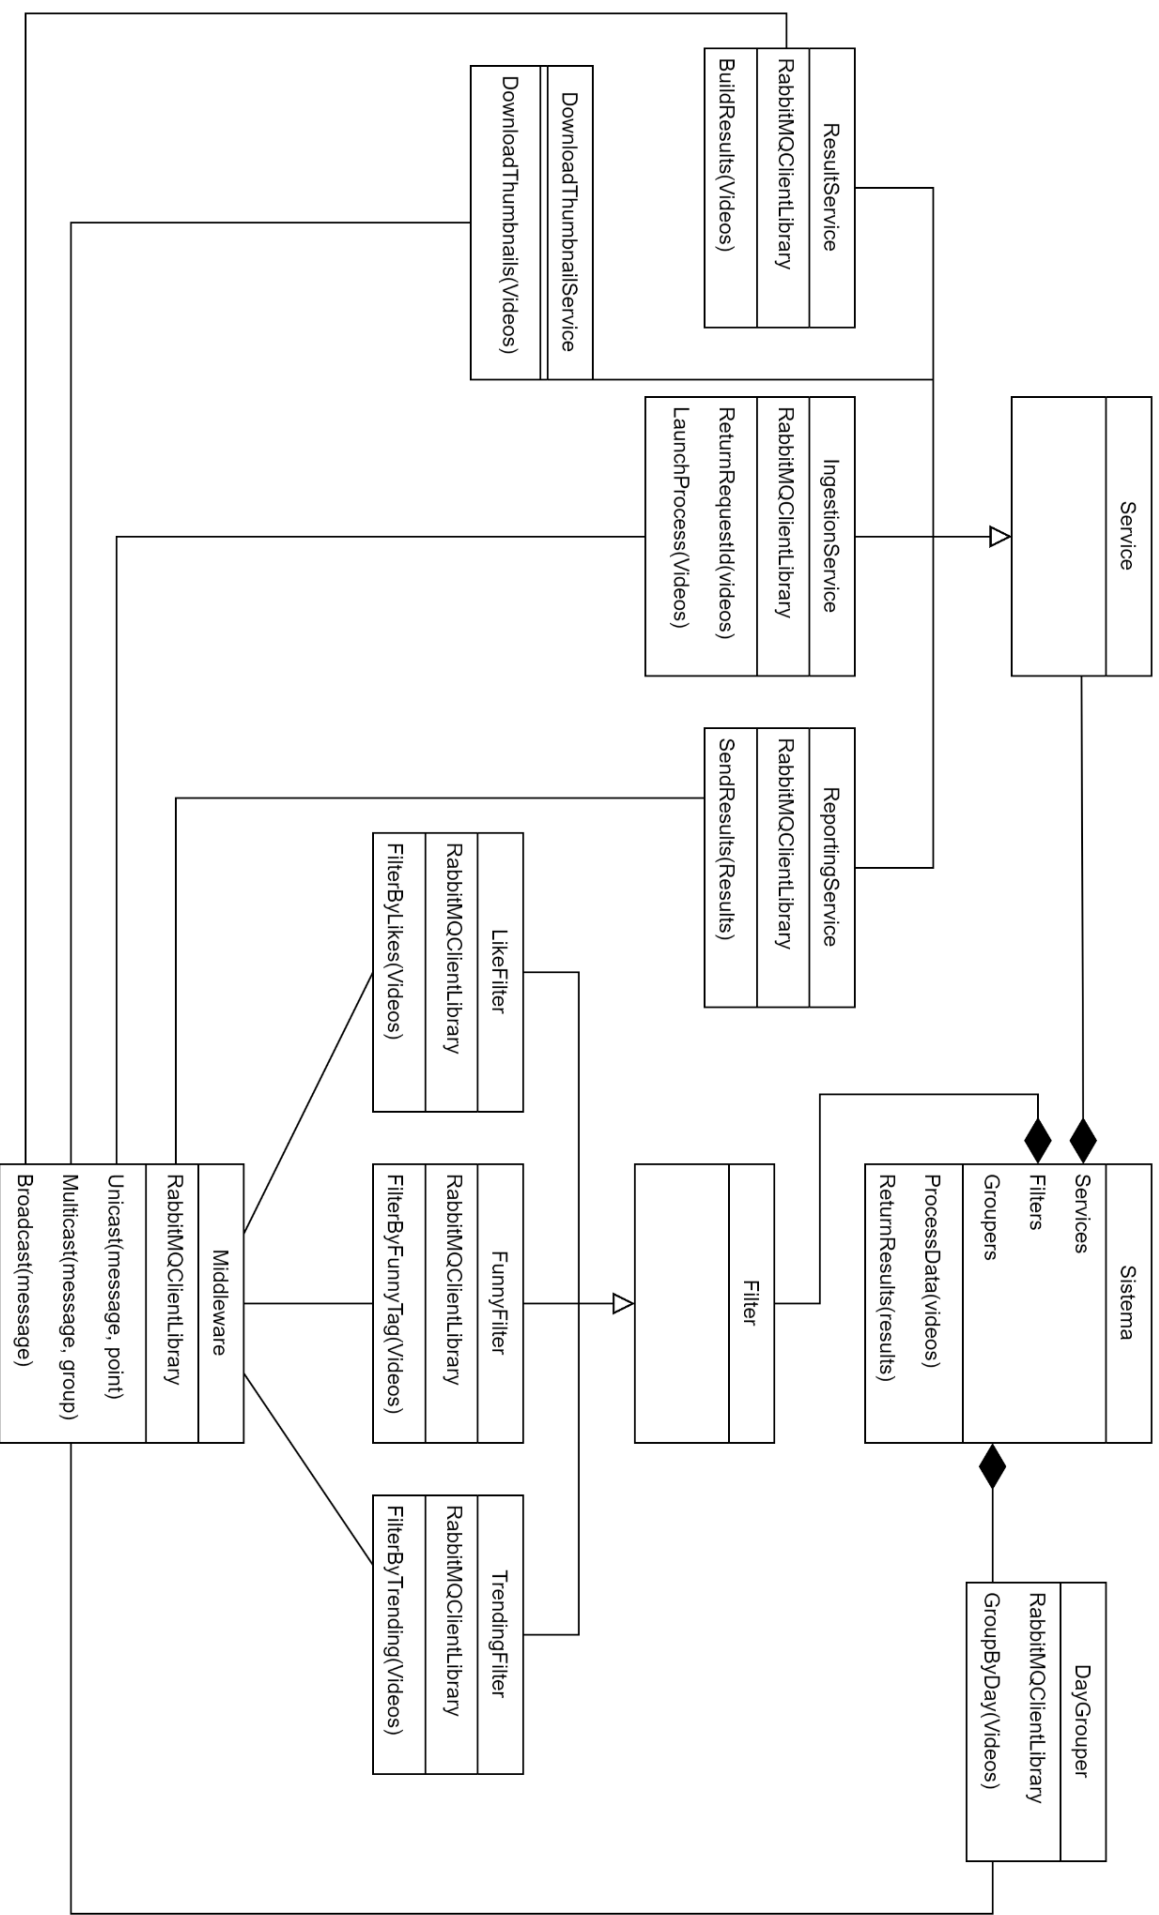 Service
Sistema
Services
Filters
Groupers
ProcessData(videos)
ReturnResults(results)
DayGrouper
RabbitMQClientLibrary
GroupByDay(Videos)
ResultService
RabbitMQClientLibrary
BuildResults(Videos)
IngestionService
RabbitMQClientLibrary
ReturnRequestId(videos)
LaunchProcess(Videos)
ReportingService
RabbitMQClientLibrary
SendResults(Results)
DownloadThumbnailService
DownloadThumbnails(Videos)
Filter
LikeFilter
RabbitMQClientLibrary
FilterByLikes(Videos)
FunnyFilter
RabbitMQClientLibrary
FilterByFunnyTag(Videos)
TrendingFilter
RabbitMQClientLibrary
FilterByTrending(Videos)
Middleware
RabbitMQClientLibrary
Unicast(message, point)
Multicast(message, group)
Broadcast(message)